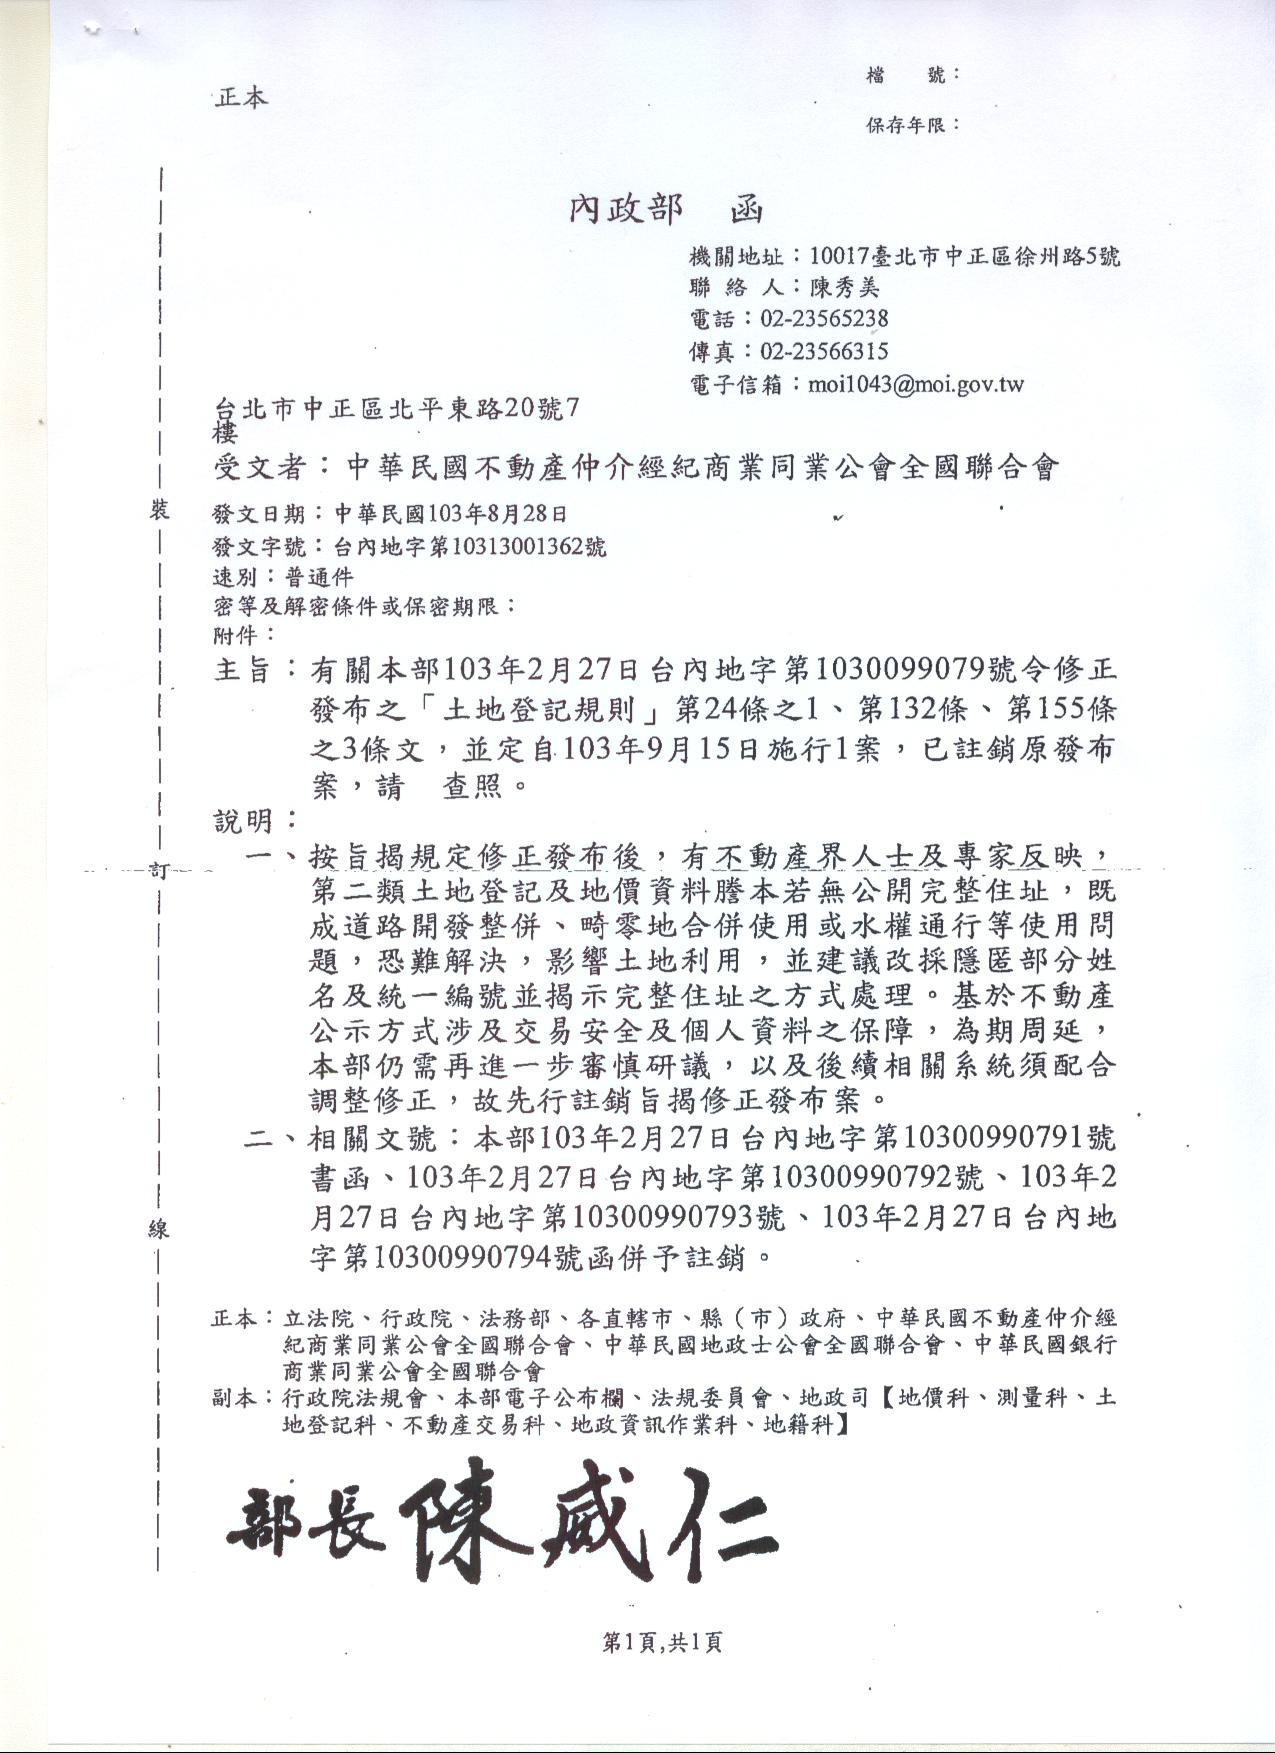 正本
檔　　號：
保存年限：
內政部　函
機關地址：10017臺北市中正區徐州路5號
聯 絡 人：陳秀美
電話：02-23565238
傳真：02-23566315
電子信箱：moi1043@moi.gov.tw
台北市中正區北平東路20號7
樓
受文者：中華民國不動產仲介經紀商業同業公會全國聯合會
發文日期：中華民國103年8月28日
發文字號：台內地字第10313001362號
速別：普通件
密等及解密條件或保密期限：
附件：
主旨：有關本部103年2月27日台內地字第1030099079號令修正
發布之「土地登記規則」第24條之1、第132條、第155條
之3條文，並定自103年9月15日施行1案，已註銷原發布
案，請　查照。
說明：
一、按旨揭規定修正發布後，有不動產界人士及專家反映，
第二類土地登記及地價資料謄本若無公開完整住址，既
成道路開發整併、畸零地合併使用或水權通行等使用問
題，恐難解決，影響土地利用，並建議改採隱匿部分姓
名及統一編號並揭示完整住址之方式處理。基於不動產
公示方式涉及交易安全及個人資料之保障，為期周延，
本部仍需再進一步審慎研議，以及後續相關系統須配合
調整修正，故先行註銷旨揭修正發布案。
二、相關文號：本部103年2月27日台內地字第10300990791號
書函、103年2月27日台內地字第10300990792號、103年2
月27日台內地字第10300990793號、103年2月27日台內地
字第10300990794號函併予註銷。
正本：立法院、行政院、法務部、各直轄市、縣（市）政府、中華民國不動產仲介經
紀商業同業公會全國聯合會、中華民國地政士公會全國聯合會、中華民國銀行
商業同業公會全國聯合會
副本：行政院法規會、本部電子公布欄、法規委員會、地政司【地價科、測量科、土
地登記科、不動產交易科、地政資訊作業科、地籍科】
部長陳威仁
第1頁,共1頁
裝
訂
線